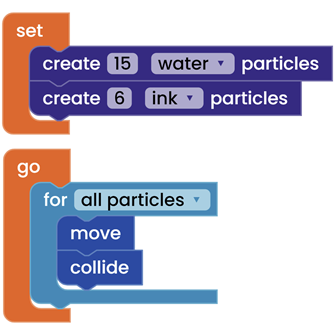 set
create 15 water particles
create 6 ink particles
go
for all particles
move
collide